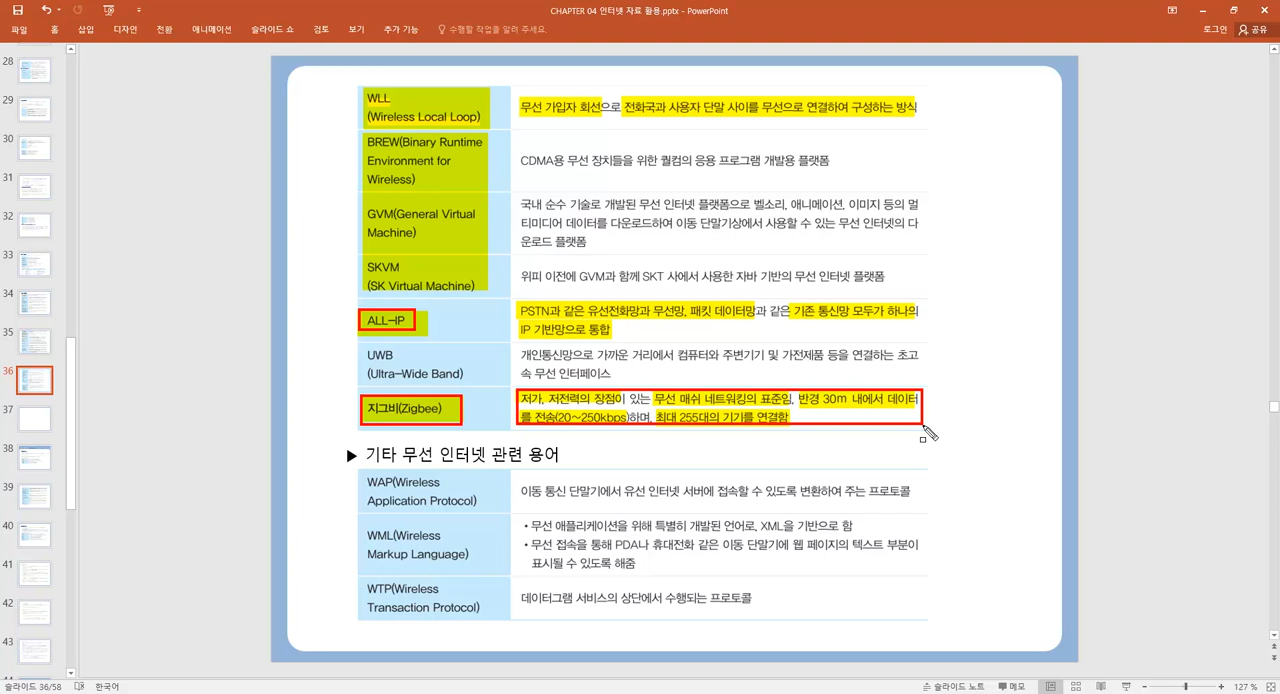 CHAPTER 04 인터넷 자료 활용.pptx - PowerPoint
파일 홈 삽입 디자인 전환 애니메이션 슬라이드 쇼 검토 보기 추가 기능 수행할 작업을 알려 주세요. 로그인 공유
28
29
30
31
32
33
34
35
36
37
38
39
40
41
42
43
WLL
(Wireless Local Loop)
무선 가입자 회선으로 전화국과 사용자 단말 사이를 무선으로 연결하여 구성하는 방식
BREW(Binary Runtime
Environment for
Wireless)
CDMA용 무선 장치들을 위한 퀄컴의 응용 프로그램 개발용 플랫폼
GVM(General Virtual
Machine)
국내 순수 기술로 개발된 무선 인터넷 플랫폼으로 벨소리, 애니메이션, 이미지 등의 멀
티미디어 데이터를 다운로드하여 이동 단말기상에서 사용할 수 있는 무선 인터넷의 다
운로드 플랫폼
SKVM
(SK Virtual Machine)
위피 이전에 GVM과 함께 SKT 사에서 사용한 자바 기반의 무선 인터넷 플랫폼
ALL-IP
PSTN과 같은 유선전화망과 무선망, 패킷 데이터망과 같은 기존 통신망 모두가 하나의
IP 기반망으로 통합
UWB
(Ultra-Wide Band)
개인통신망으로 가까운 거리에서 컴퓨터와 주변기기 및 가전제품 등을 연결하는 초고
속 무선 인터페이스
지그비(Zigbee)
저가, 저전력의 장점이 있는 무선 매쉬 네트워킹의 표준임, 반경 30m 내에서 데이터
를 전송(20~250kbps)하며, 최대 255대의 기기를 연결함
▶ 기타 무선 인터넷 관련 용어
WAP(Wireless
Application Protocol)
이동 통신 단말기에서 유선 인터넷 서버에 접속할 수 있도록 변환하여 주는 프로토콜
WML(Wireless
Markup Language)
• 무선 애플리케이션을 위해 특별히 개발된 언어로, XML을 기반으로 함
• 무선 접속을 통해 PDA나 휴대전화 같은 이동 단말기에 웹 페이지의 텍스트 부분이
표시될 수 있도록 해줌
WTP(Wireless
Transaction Protocol)
데이터그램 서비스의 상단에서 수행되는 프로토콜
슬라이드 36/58 한국어 슬라이드 노트 메모 127 %